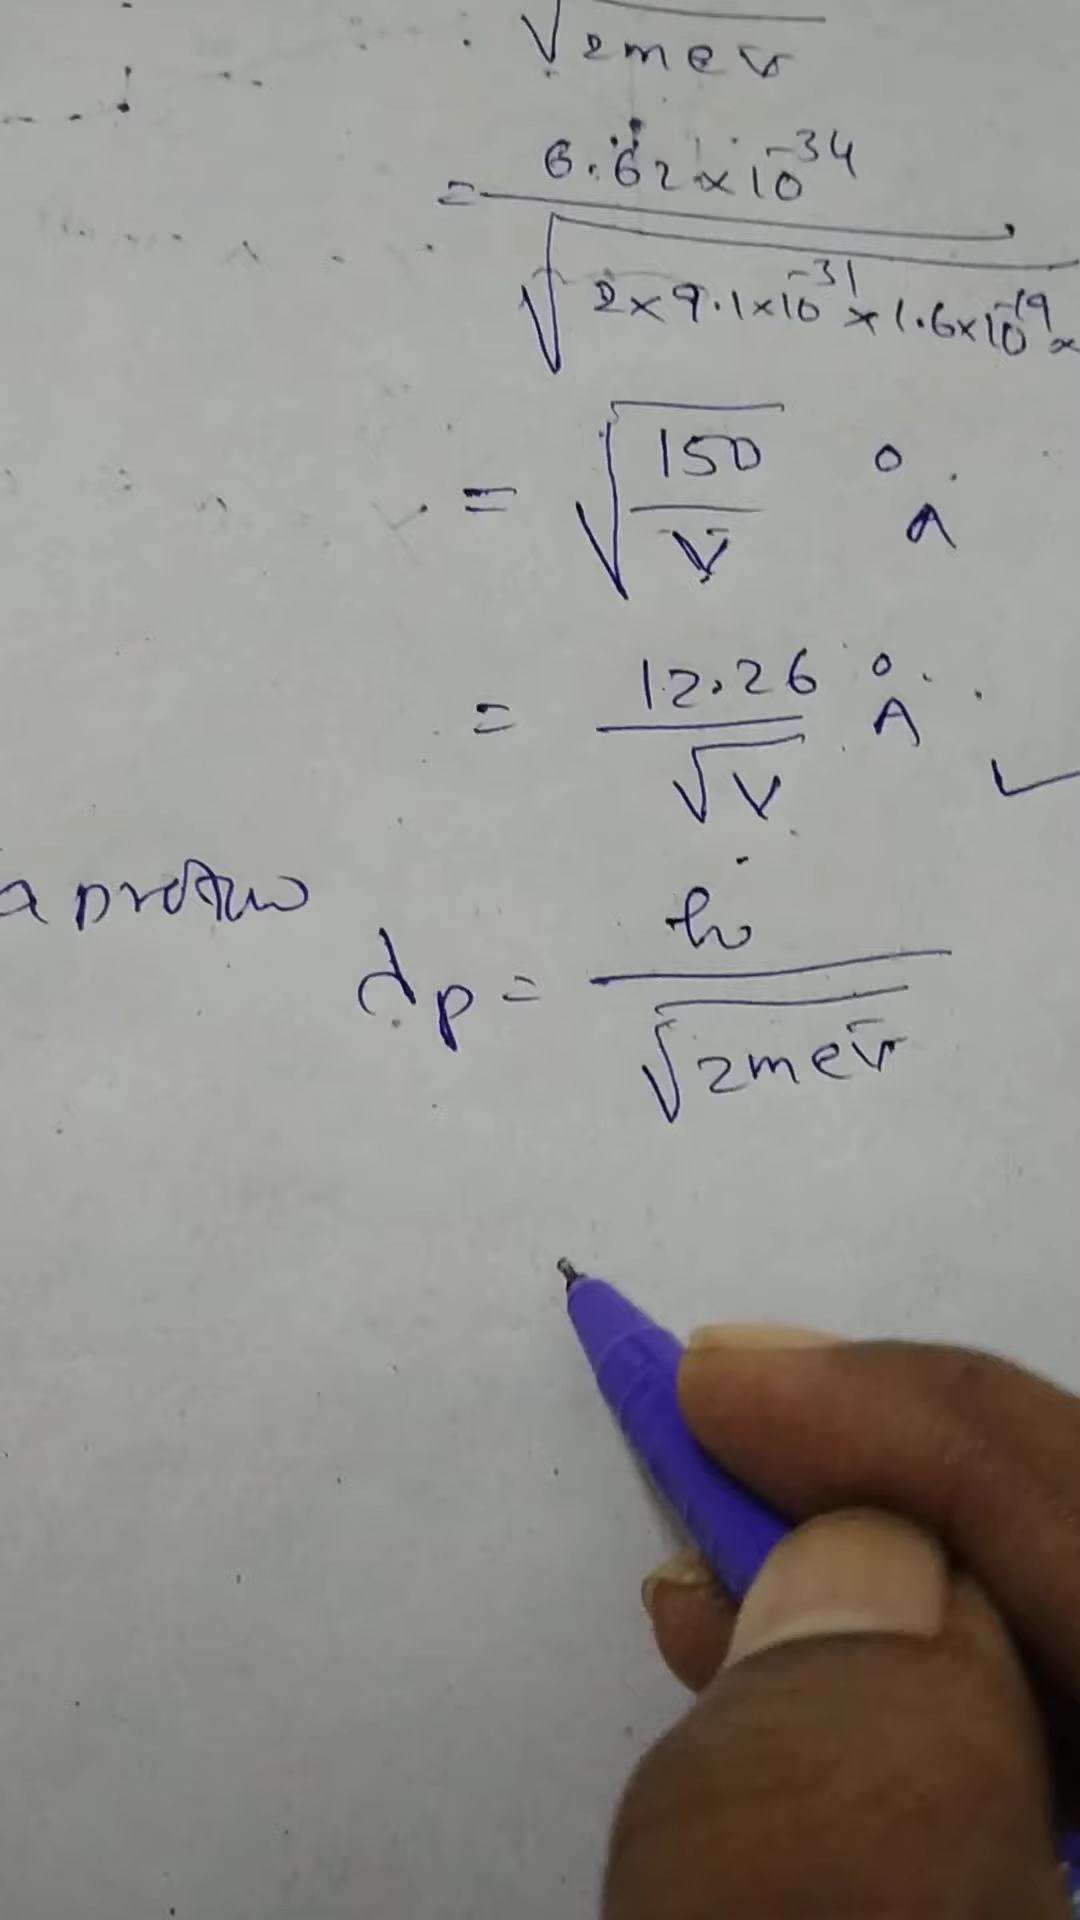 √2mev
= 6.62×10^-34 / √2×9.1×10^-31×1.6×10^-19×
= √150/V Å
= 12.26/√V Å ✓
a proton
λp = h/√2mev